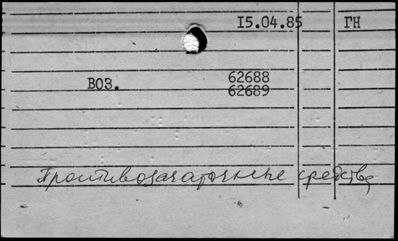 15.04.85 ГН
62688
ВОЗ.
62689
Противозачаточные средства